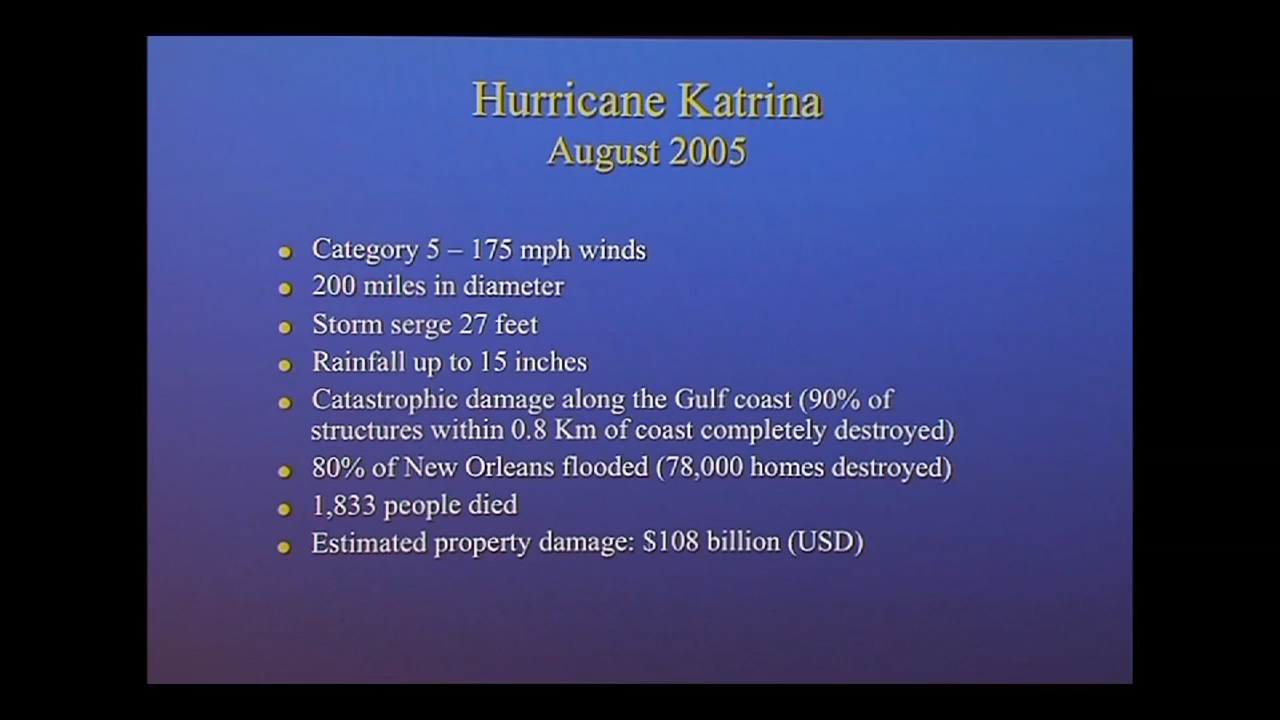 Hurricane Katrina
August 2005
• Category 5 – 175 mph winds
• 200 miles in diameter
• Storm serge 27 feet
• Rainfall up to 15 inches
• Catastrophic damage along the Gulf coast (90% of
structures within 0.8 Km of coast completely destroyed)
• 80% of New Orleans flooded (78,000 homes destroyed)
• 1,833 people died
• Estimated property damage: $108 billion (USD)